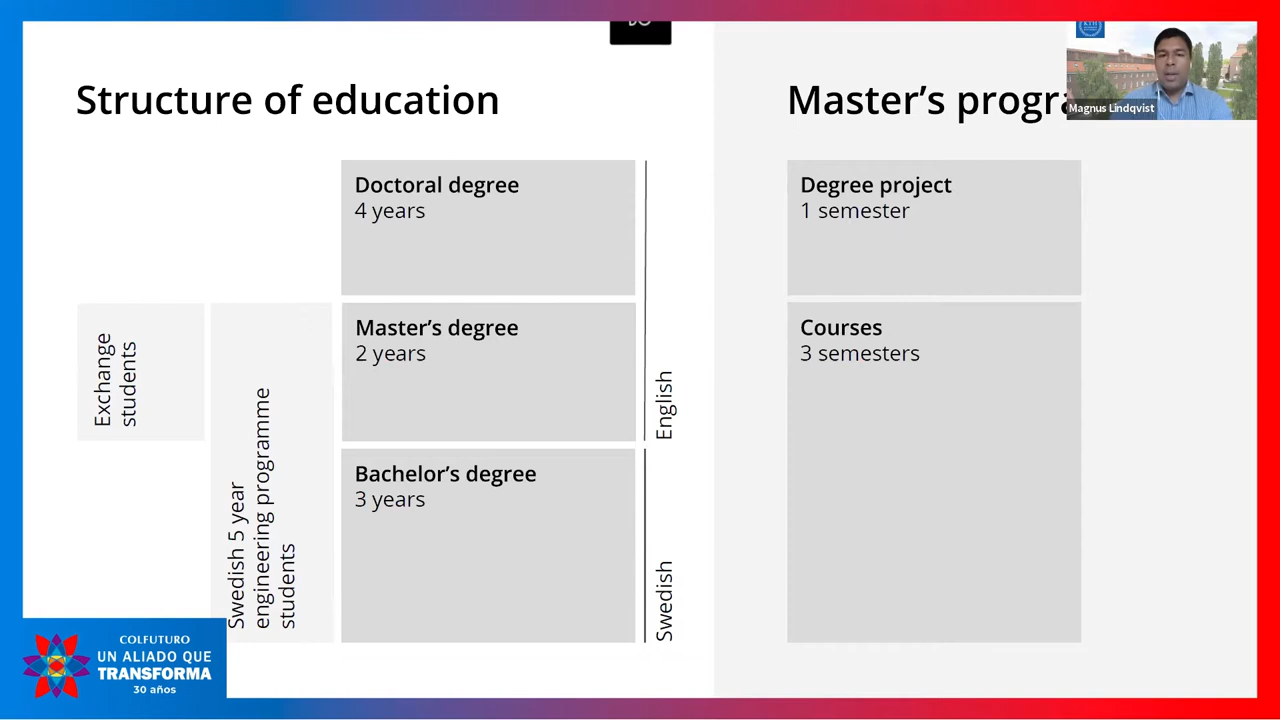 Structure of education
Master's progra
Magnus Lindqvist
Doctoral degree
4 years
Master's degree
2 years
Bachelor's degree
3 years
Exchange
students
Swedish 5 year
engineering programme
students
English
Swedish
Degree project
1 semester
Courses
3 semesters
COLFUTURO
UN ALIADO QUE
TRANSFORMA
30 años